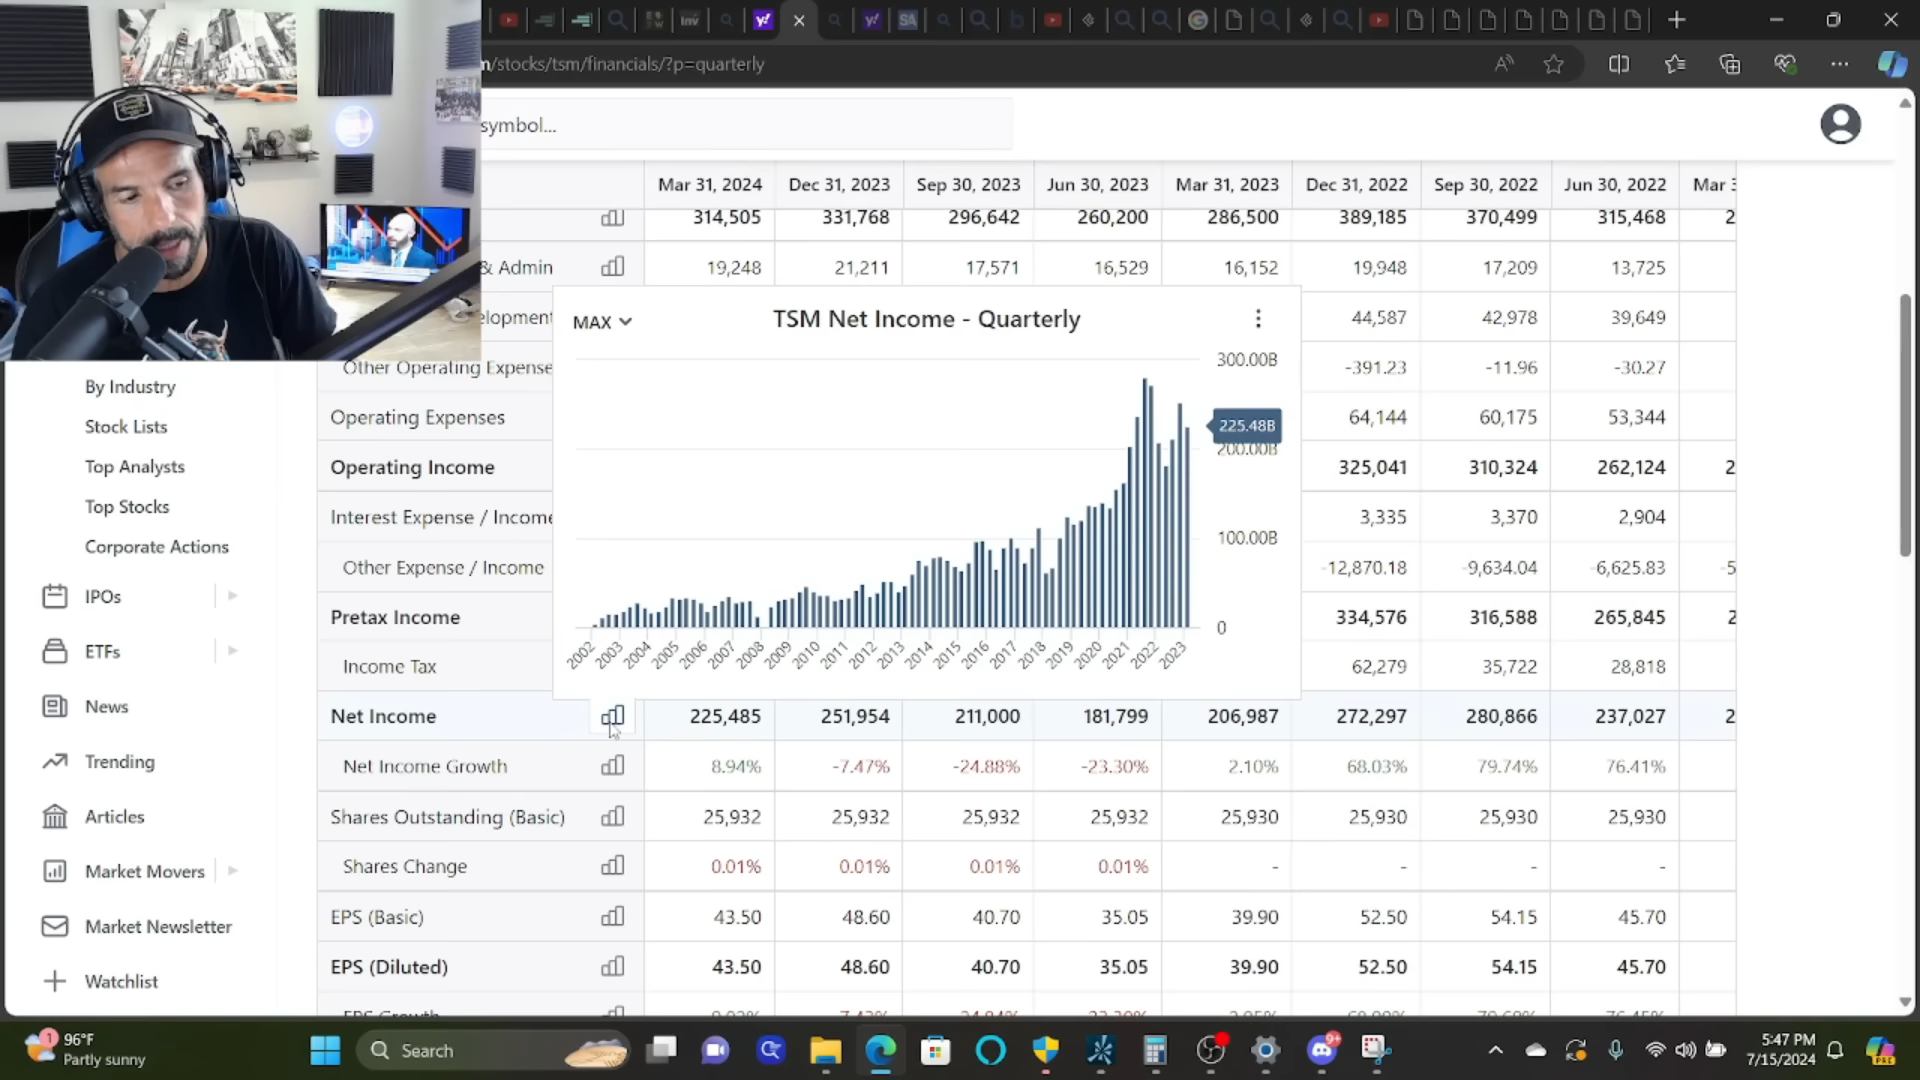 inv
y!
y!
SA
b
G
m/stocks/tsm/financials/?p=quarterly
symbol...
Mar 31, 2024 Dec 31, 2023 Sep 30, 2023 Jun 30, 2023 Mar 31, 2023 Dec 31, 2022 Sep 30, 2022 Jun 30, 2022 Mar
314,505 331,768 296,642 260,200 286,500 389,185 370,499 315,468 2
& Admin 19,248 21,211 17,571 16,529 16,152 19,948 17,209 13,725
elopment 44,587 42,978 39,649
MAX TSM Net Income - Quarterly
300.00B
225.48B
200.00B
100.00B
0
2002 2003 2004 2005 2006 2007 2008 2009 2010 2011 2012 2013 2014 2015 2016 2017 2018 2019 2020 2021 2022 2023
Other Operating Expense -391.23 -11.96 -30.27
Operating Expenses 64,144 60,175 53,344
Operating Income 325,041 310,324 262,124 2
Interest Expense / Income 3,335 3,370 2,904
Other Expense / Income -12,870.18 -9,634.04 -6,625.83 -5
Pretax Income 334,576 316,588 265,845 2
Income Tax 62,279 35,722 28,818
Net Income 225,485 251,954 211,000 181,799 206,987 272,297 280,866 237,027 2
Net Income Growth 8.94% -7.47% -24.88% -23.30% 2.10% 68.03% 79.74% 76.41%
Shares Outstanding (Basic) 25,932 25,932 25,932 25,932 25,930 25,930 25,930 25,930
Shares Change 0.01% 0.01% 0.01% 0.01% - - - -
EPS (Basic) 43.50 48.60 40.70 35.05 39.90 52.50 54.15 45.70
EPS (Diluted) 43.50 48.60 40.70 35.05 39.90 52.50 54.15 45.70
By Industry
Stock Lists
Top Analysts
Top Stocks
Corporate Actions
IPOs
ETFs
News
Trending
Articles
Market Movers
Market Newsletter
Watchlist
1
96°F
Partly sunny
Search
9+
5:47 PM
7/15/2024